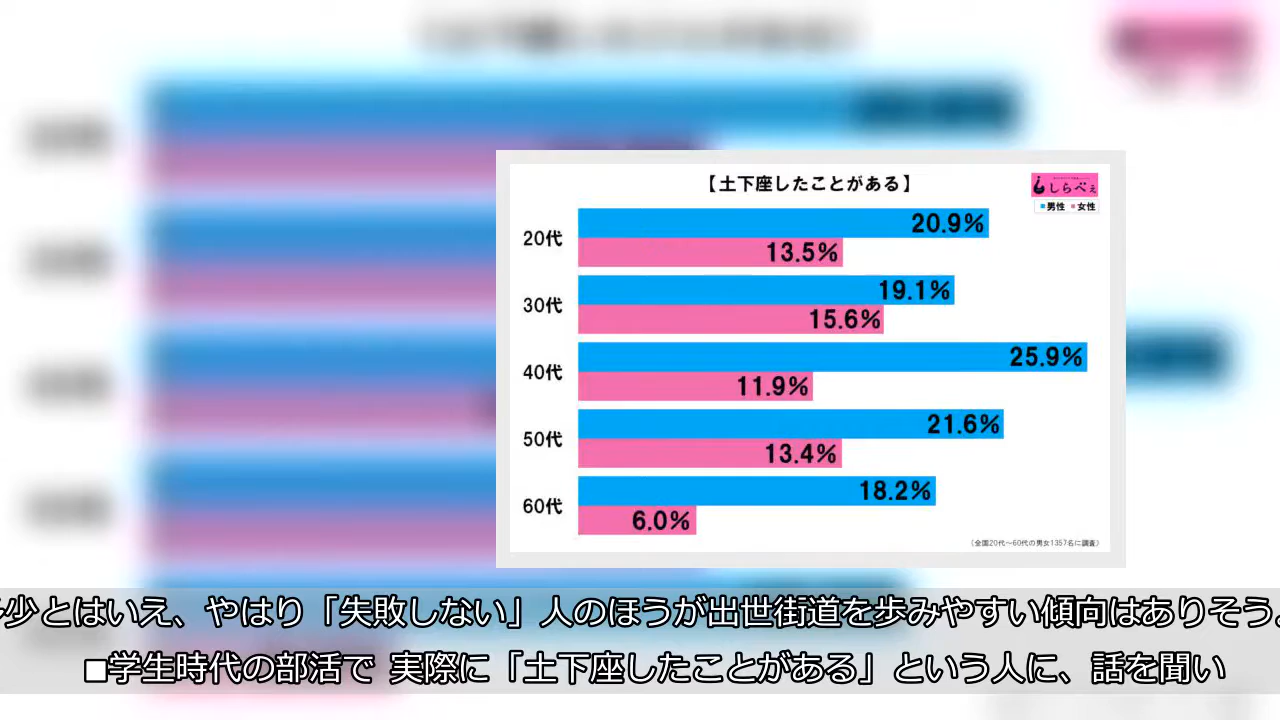 【土下座したことがある】
しらべぇ
男性 女性
20代
20.9%
13.5%
30代
19.1%
15.6%
40代
25.9%
11.9%
50代
21.6%
13.4%
60代
18.2%
6.0%
(全国20代～60代の男女1357名に調査)
少とはいえ、やはり「失敗しない」人のほうが出世街道を歩みやすい傾向はありそう。
■学生時代の部活で 実際に「土下座したことがある」という人に、話を聞い